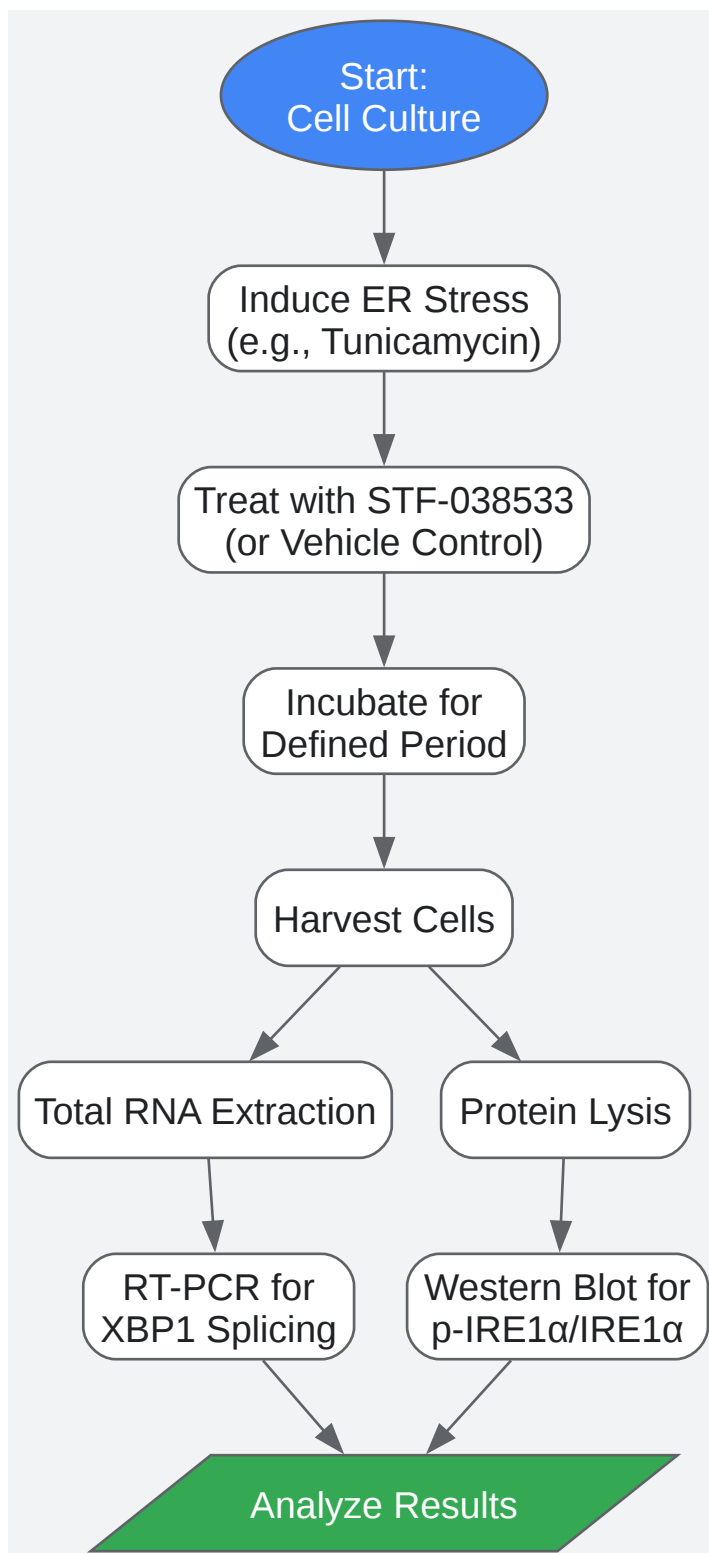 Start:
Cell Culture
Induce ER Stress
(e.g., Tunicamycin)
Treat with STF-038533
(or Vehicle Control)
Incubate for
Defined Period
Harvest Cells
Total RNA Extraction
Protein Lysis
RT-PCR for
XBP1 Splicing
Western Blot for
p-IRE1α/IRE1α
Analyze Results